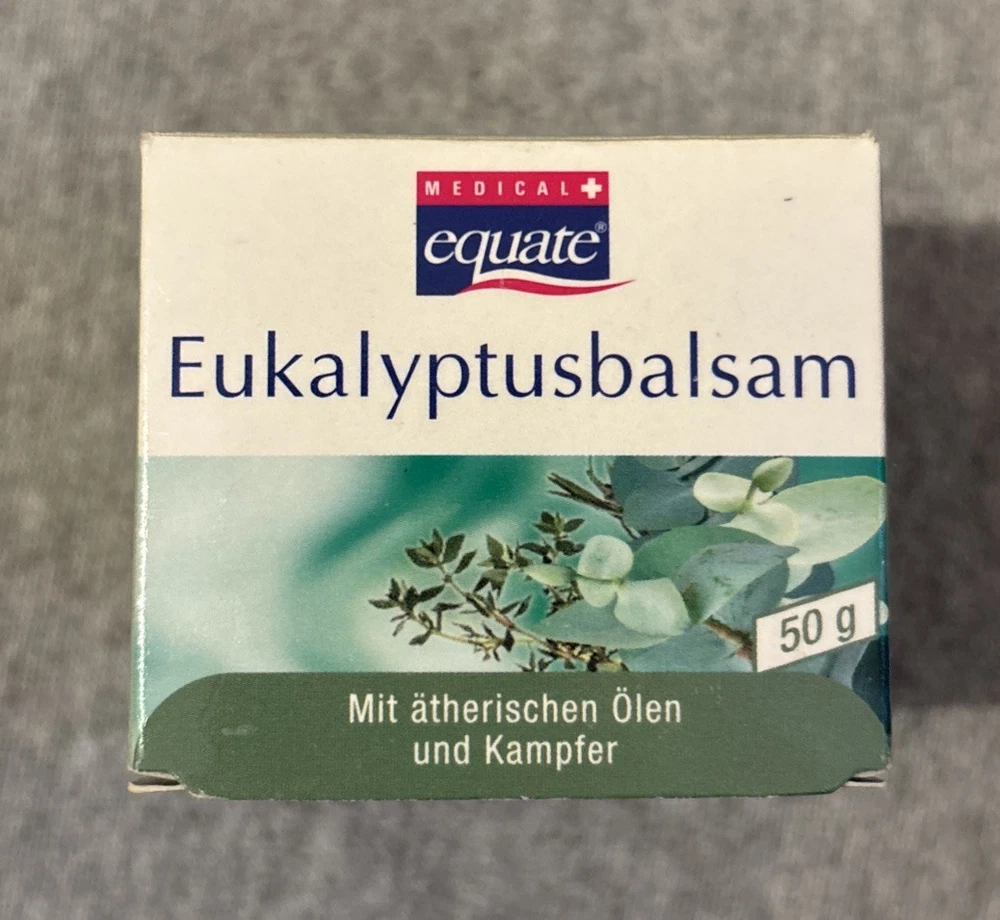 MEDICAL
equate®
Eukalyptusbalsam
50 g
Mit ätherischen Ölen
und Kampfer